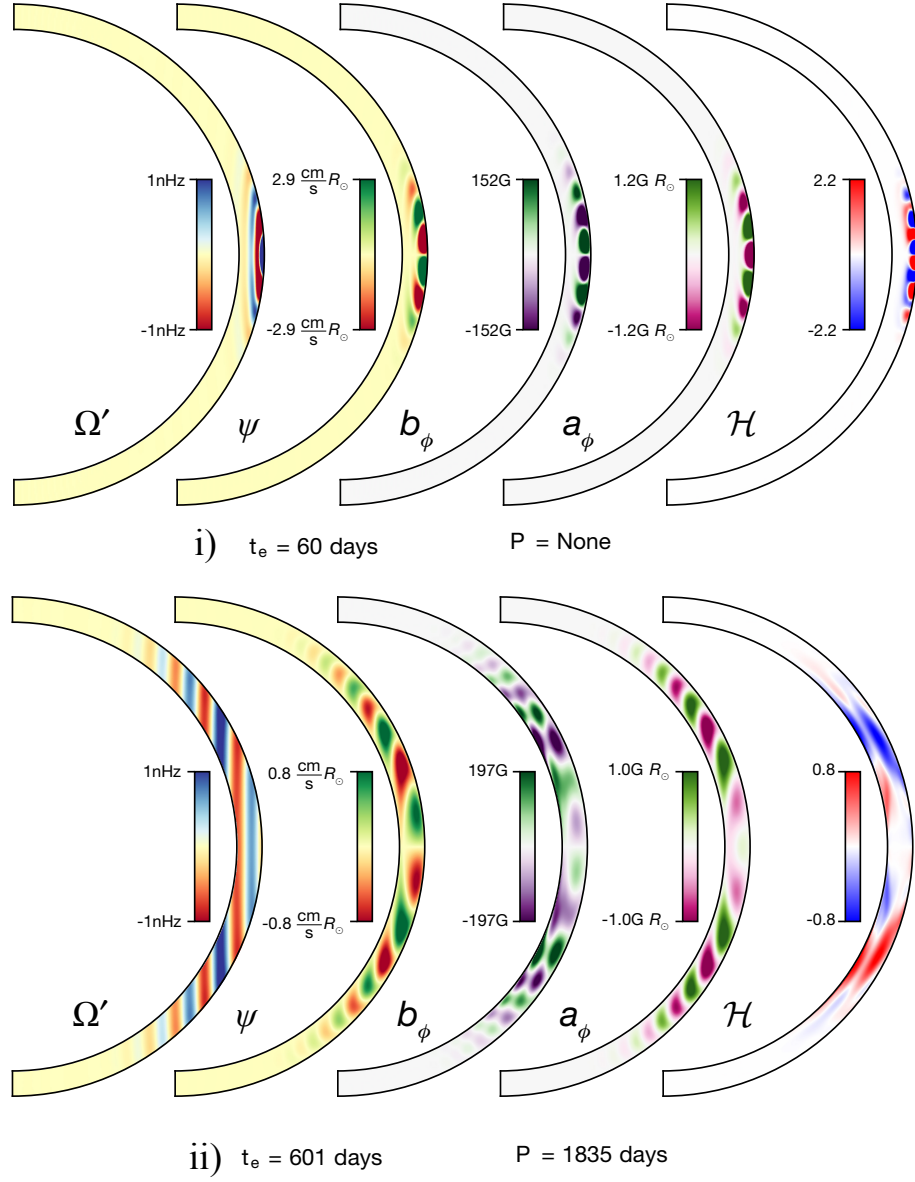 1nHz
-1nHz
Ω′
2.9 cm/s R☉
-2.9 cm/s R☉
ψ
152G
-152G
bϕ
1.2G R☉
-1.2G R☉
aϕ
2.2
-2.2
ℋ
i) tₑ = 60 days P = None
1nHz
-1nHz
Ω′
0.8 cm/s R☉
-0.8 cm/s R☉
ψ
197G
-197G
bϕ
1.0G R☉
-1.0G R☉
aϕ
0.8
-0.8
ℋ
ii) tₑ = 601 days P = 1835 days